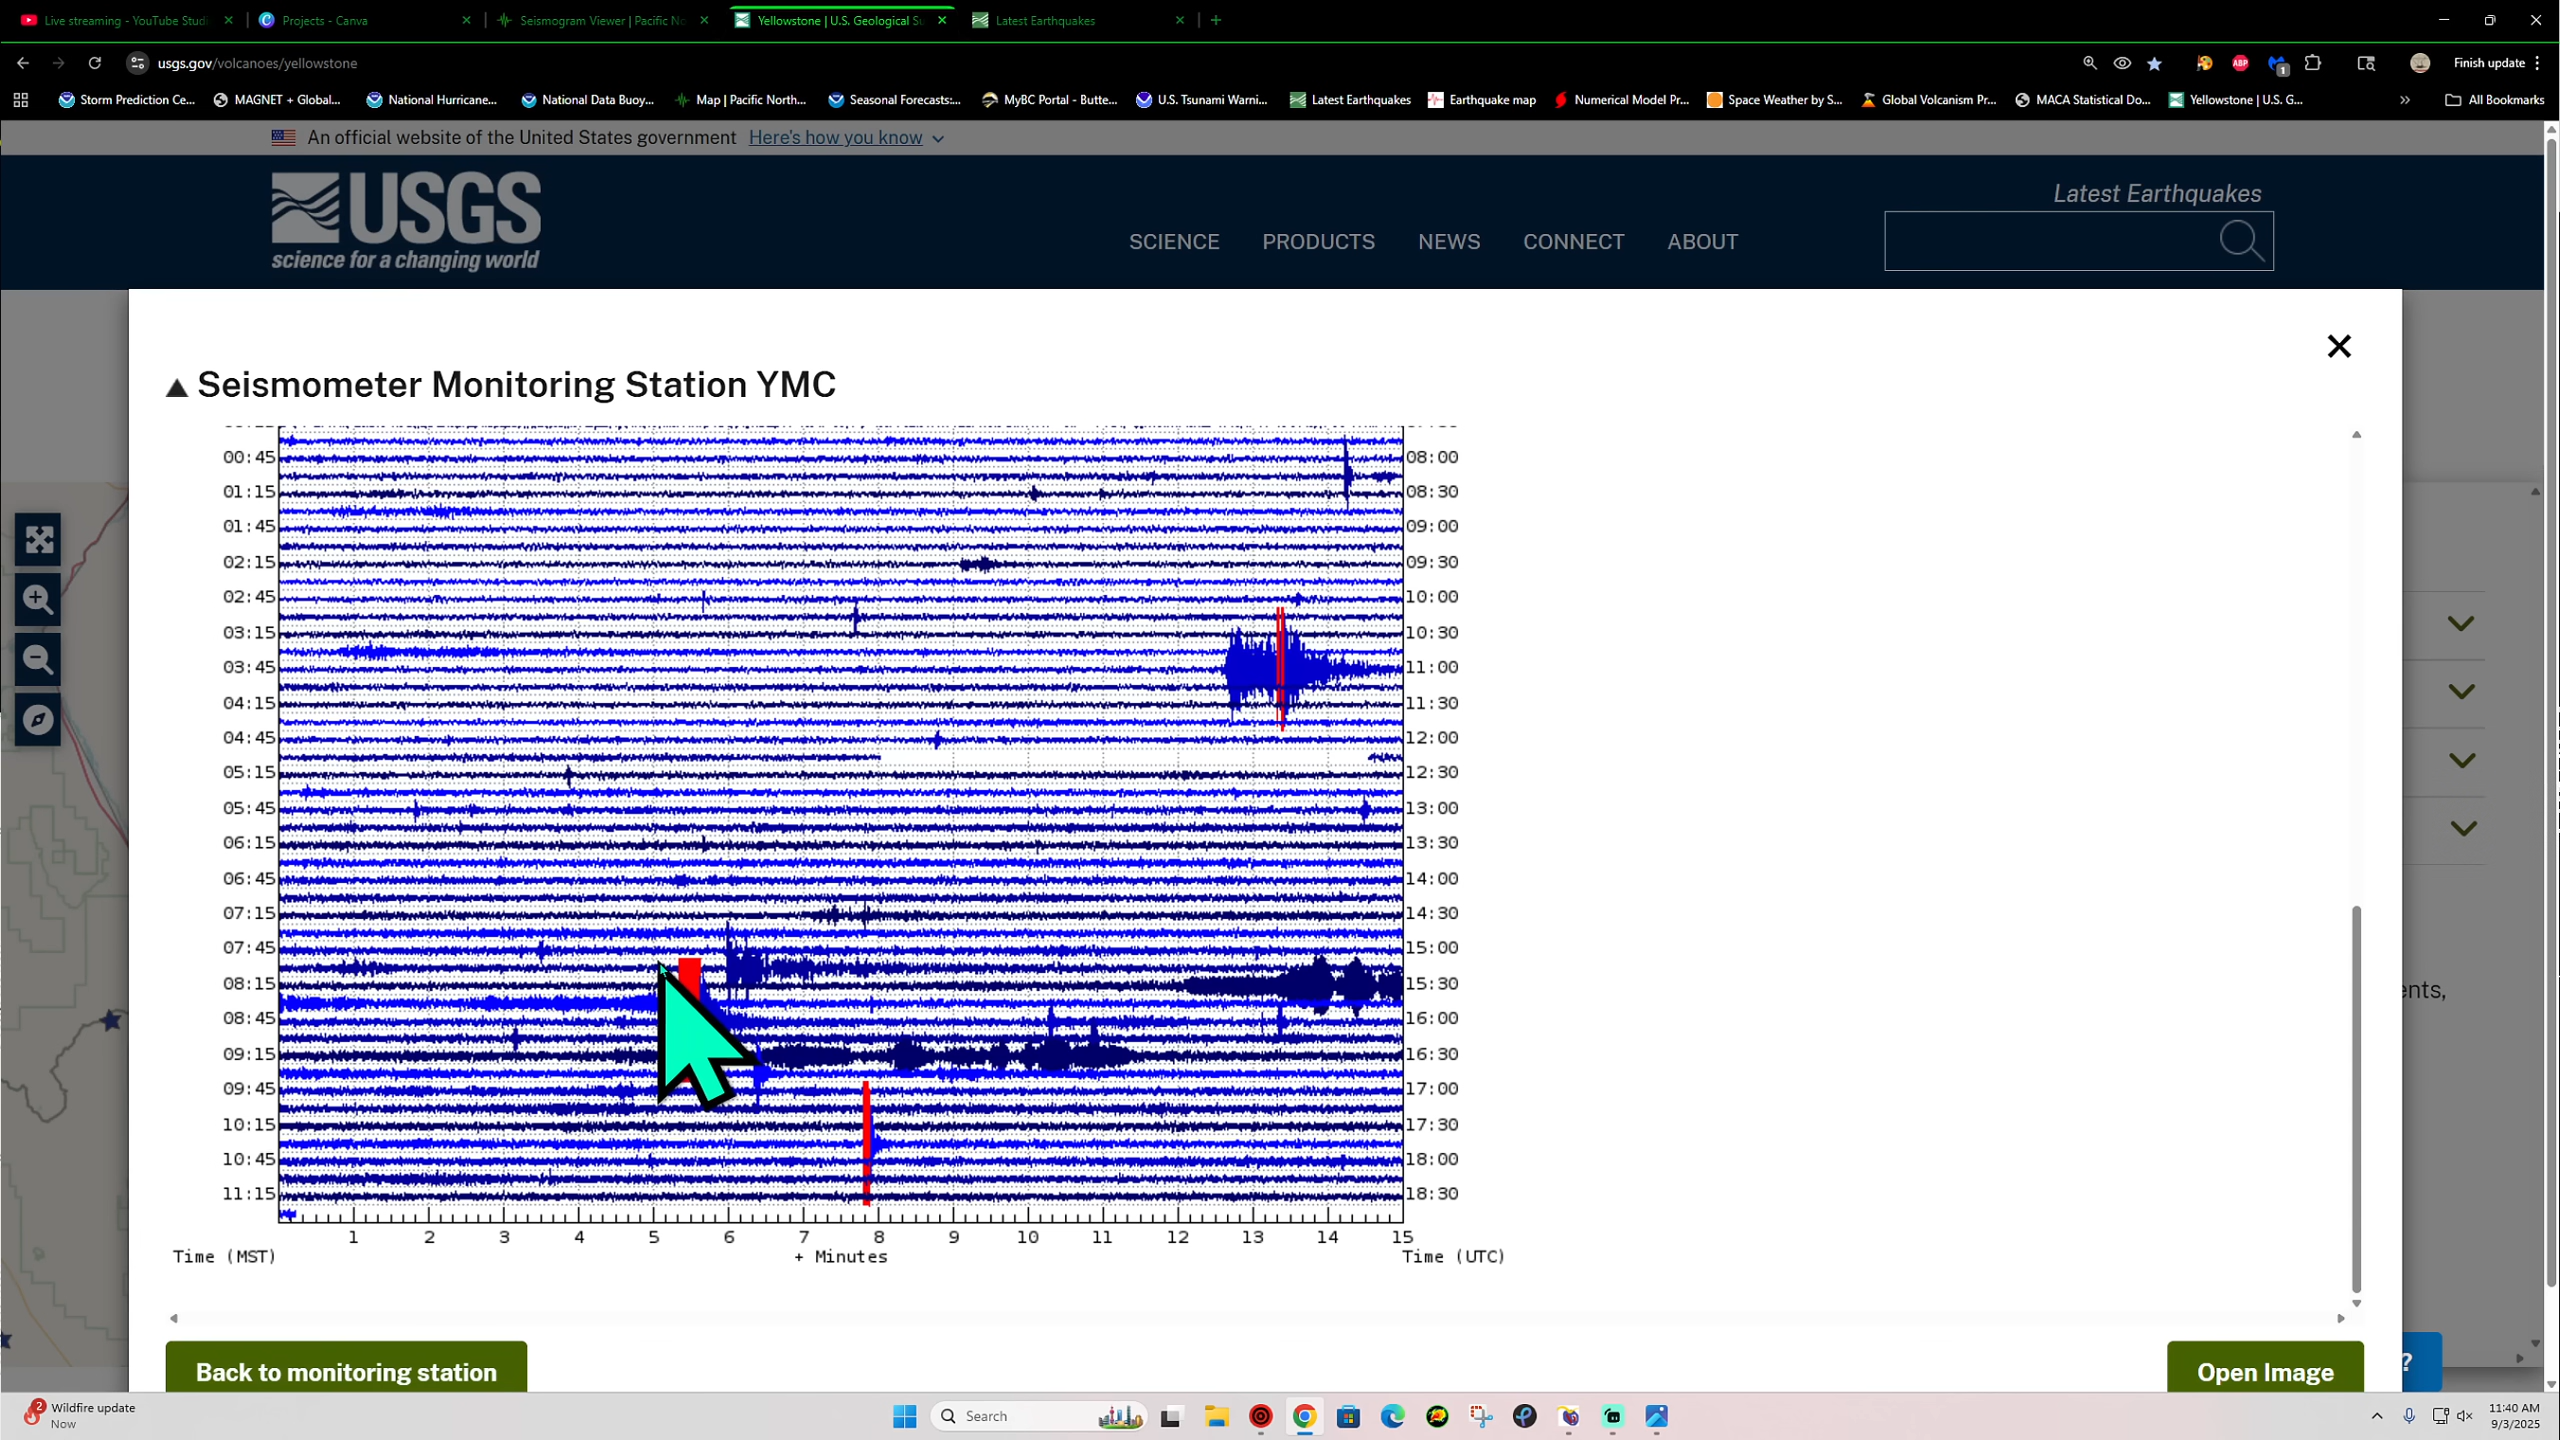 Live streaming - YouTube Studi
Projects - Canva
Seismogram Viewer | Pacific No
Yellowstone | U.S. Geological Su
Latest Earthquakes
usgs.gov/volcanoes/yellowstone
ABP
1
Finish update
Storm Prediction Ce...
MAGNET + Global...
National Hurricane...
National Data Buoy...
Map | Pacific North...
Seasonal Forecasts:...
MyBC Portal - Butte...
U.S. Tsunami Warni...
Latest Earthquakes
Earthquake map
Numerical Model Pr...
Space Weather by S...
Global Volcanism Pr...
MACA Statistical Do...
Yellowstone | U.S. G...
All Bookmarks
An official website of the United States government Here's how you know
USGS
science for a changing world
SCIENCE
PRODUCTS
NEWS
CONNECT
ABOUT
Latest Earthquakes
Seismometer Monitoring Station YMC
00:45 08:00
01:15 08:30
01:45 09:00
02:15 09:30
02:45 10:00
03:15 10:30
03:45 11:00
04:15 11:30
04:45 12:00
05:15 12:30
05:45 13:00
06:15 13:30
06:45 14:00
07:15 14:30
07:45 15:00
08:15 15:30
08:45 16:00
09:15 16:30
09:45 17:00
10:15 17:30
10:45 18:00
11:15 18:30
1 2 3 4 5 6 7 8 9 10 11 12 13 14 15
Time (MST) + Minutes Time (UTC)
ents,
Back to monitoring station
Open Image
?
2
Wildfire update
Now
Search
11:40 AM
9/3/2025